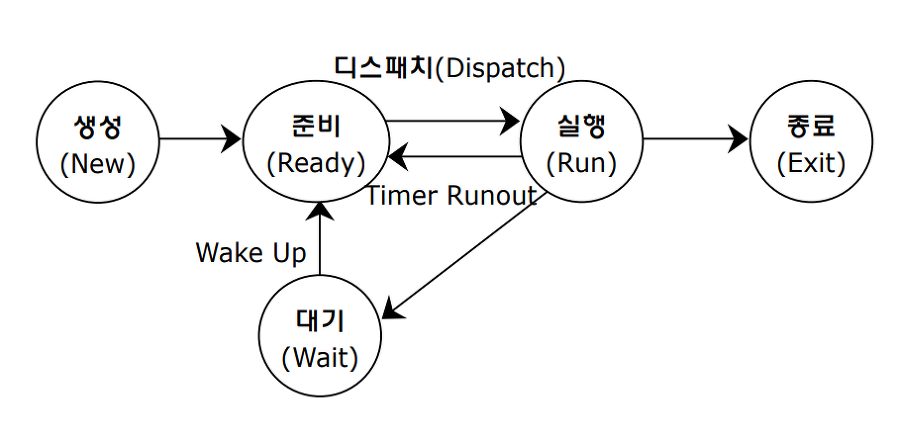 디스패치(Dispatch)
생성
(New)
준비
(Ready)
실행
(Run)
종료
(Exit)
Timer Runout
Wake Up
대기
(Wait)